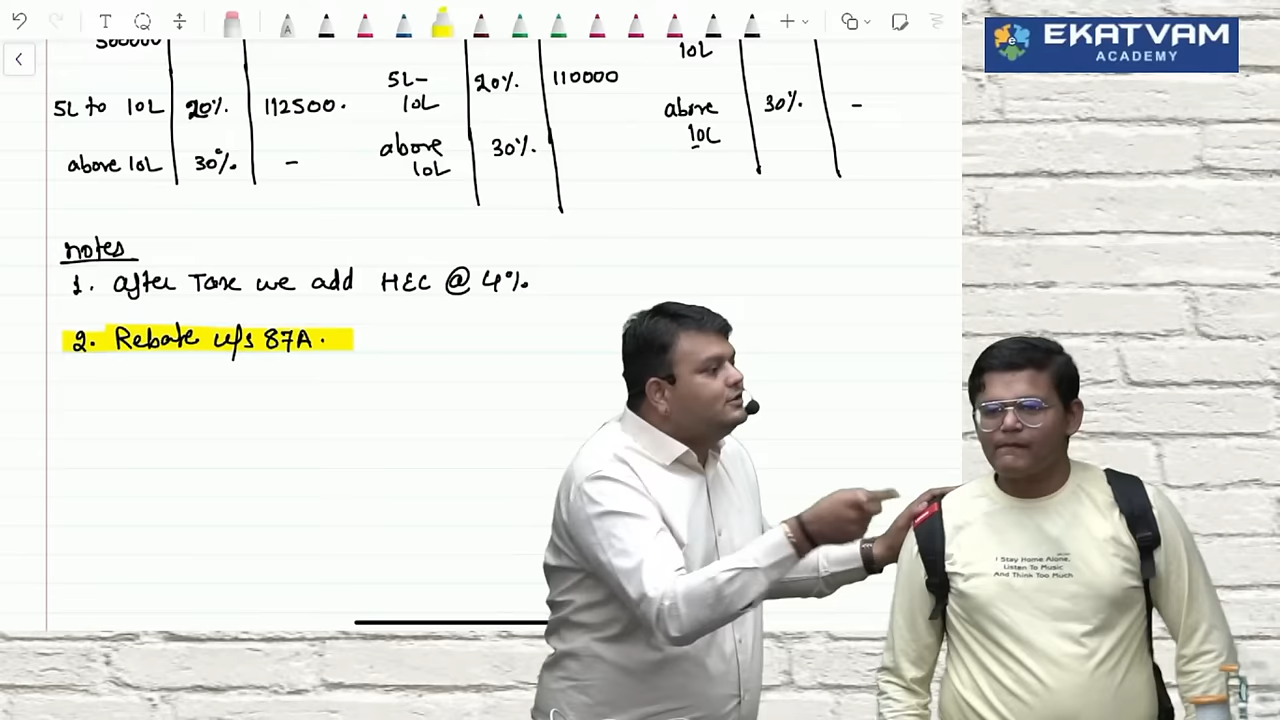 EKATVAM
ACADEMY
500000
5L to 10L 20% 112500.
above 10L 30% -
5L-
10L 20% 110000
above
10L 30%.
10L
above
10L 30%. -
notes
1. after Tax we add HEC @ 4%.
2. Rebate u/s 87A.
I Stay Home Alone,
Listen To Music
And Think Too Much